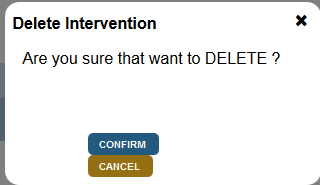 Delete Intervention ✖
Are you sure that want to DELETE ?
CONFIRM
CANCEL